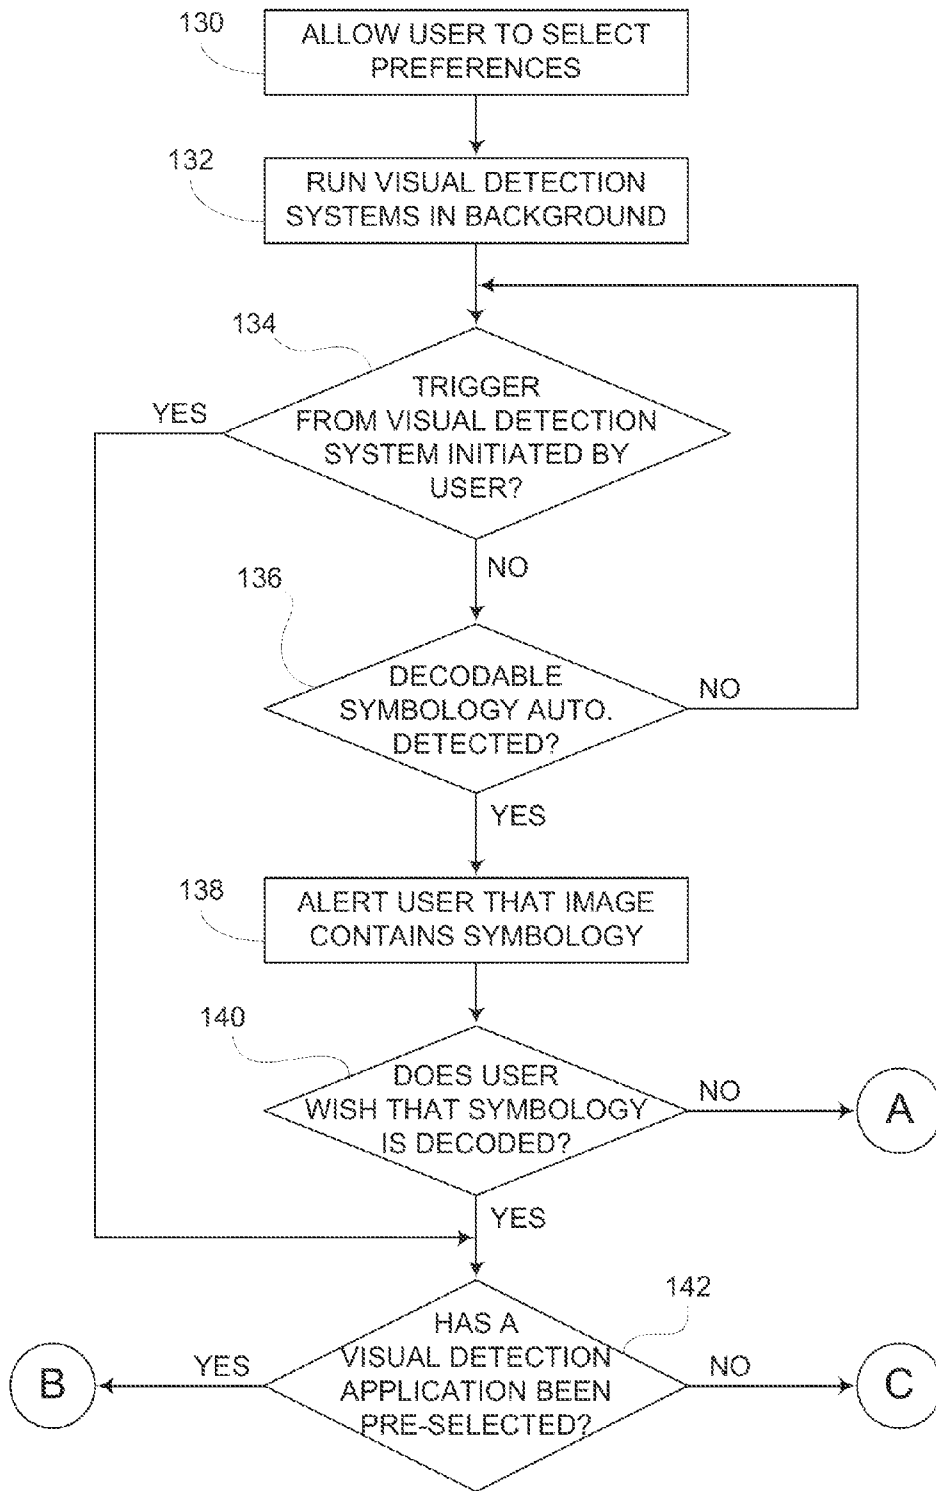 130
ALLOW USER TO SELECT
PREFERENCES
132
RUN VISUAL DETECTION
SYSTEMS IN BACKGROUND
134
TRIGGER
FROM VISUAL DETECTION
SYSTEM INITIATED BY
USER?
YES
NO
136
DECODABLE
SYMBOLOGY AUTO.
DETECTED?
NO
YES
138
ALERT USER THAT IMAGE
CONTAINS SYMBOLOGY
140
DOES USER
WISH THAT SYMBOLOGY
IS DECODED?
NO
A
YES
142
HAS A
VISUAL DETECTION
APPLICATION BEEN
PRE-SELECTED?
YES
B
NO
C